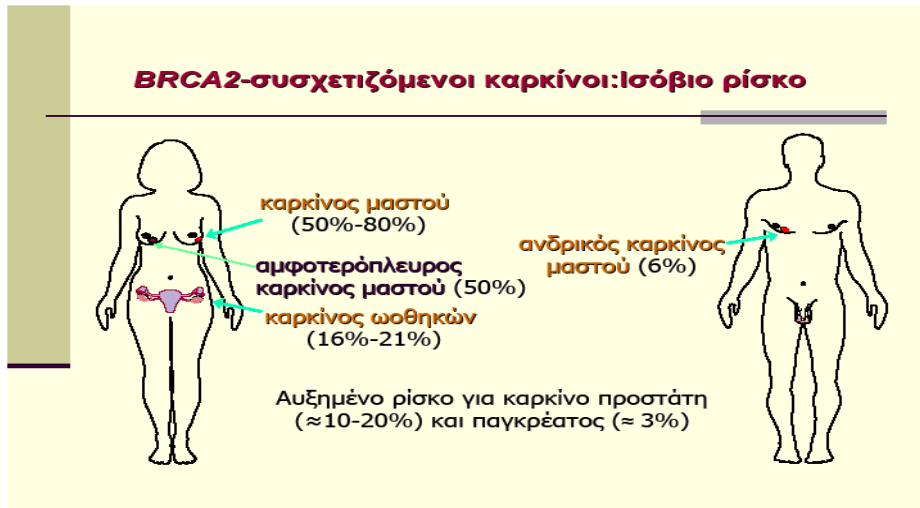 BRCA2-συσχετιζόμενοι καρκίνοι:Ισόβιο ρίσκο
καρκίνος μαστού
(50%-80%)
αμφοτερόπλευρος
καρκίνος μαστού (50%)
καρκίνος ωοθηκών
(16%-21%)
ανδρικός καρκίνος
μαστού (6%)
Αυξημένο ρίσκο για καρκίνο προστάτη
(≈10-20%) και παγκρέατος (≈ 3%)